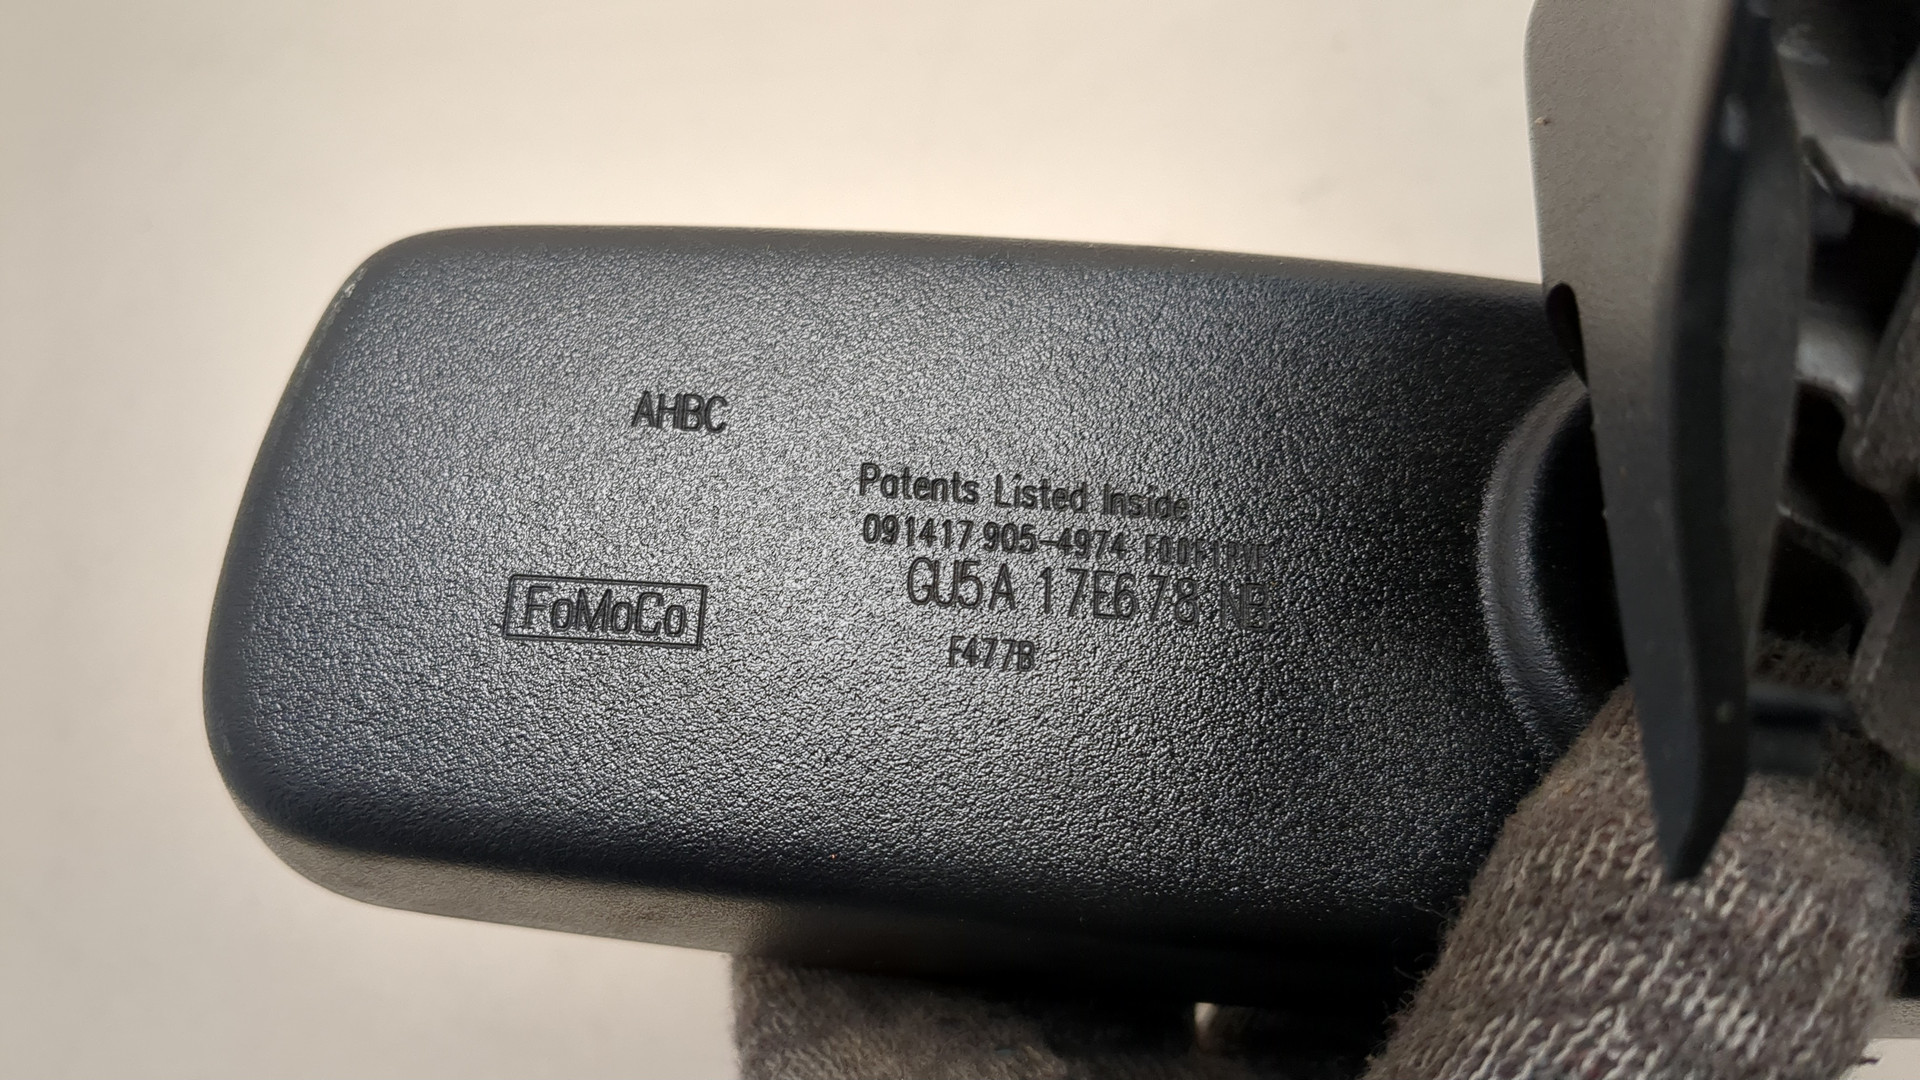 AHBC
Patents Listed Inside
091417 905-4974
GU5A 17E678 NB
FoMoCo
F477B